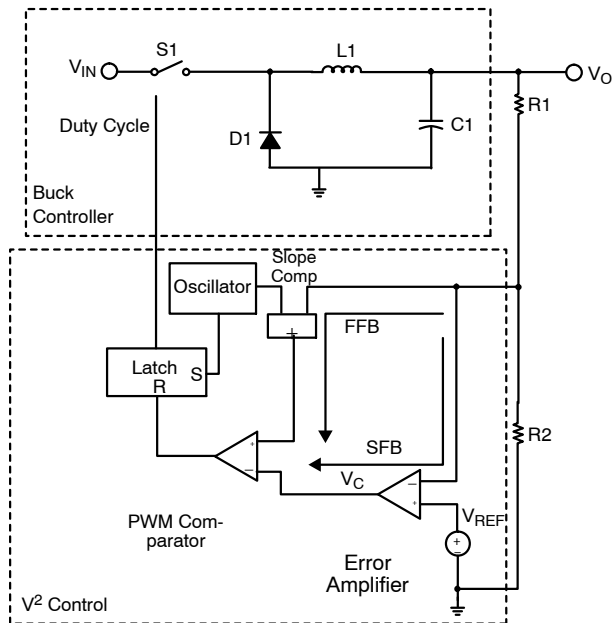 S1
L1
VIN
VO
R1
Duty Cycle
D1
C1
Buck
Controller
Slope
Comp
Oscillator
+
FFB
Latch
S
R
R2
+
−
SFB
VC
−
+
VREF
PWM Com-
parator
+
−
Error
Amplifier
V² Control